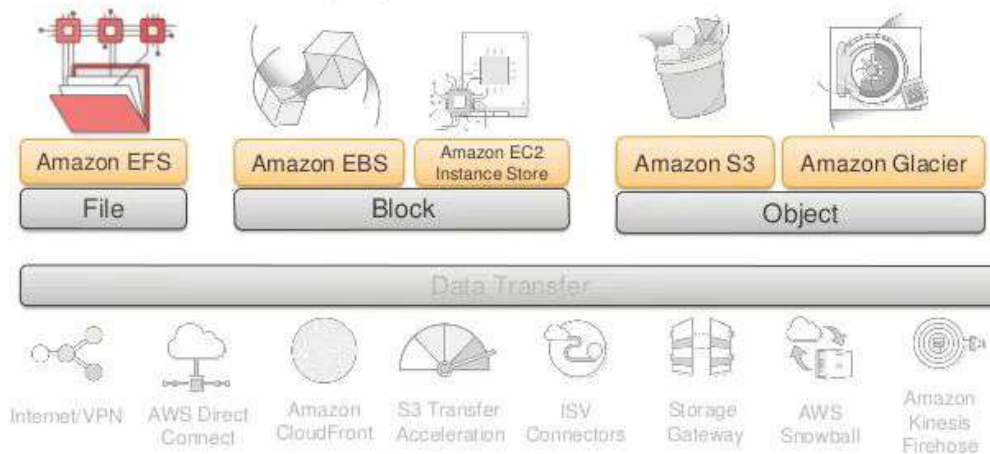 Amazon EFS
Amazon EBS
Amazon EC2
Instance Store
Amazon S3
Amazon Glacier
File
Block
Object
Data Transfer
Internet/VPN
AWS Direct
Connect
Amazon
CloudFront
S3 Transfer
Acceleration
ISV
Connectors
Storage
Gateway
AWS
Snowball
Amazon
Kinesis
Firehose